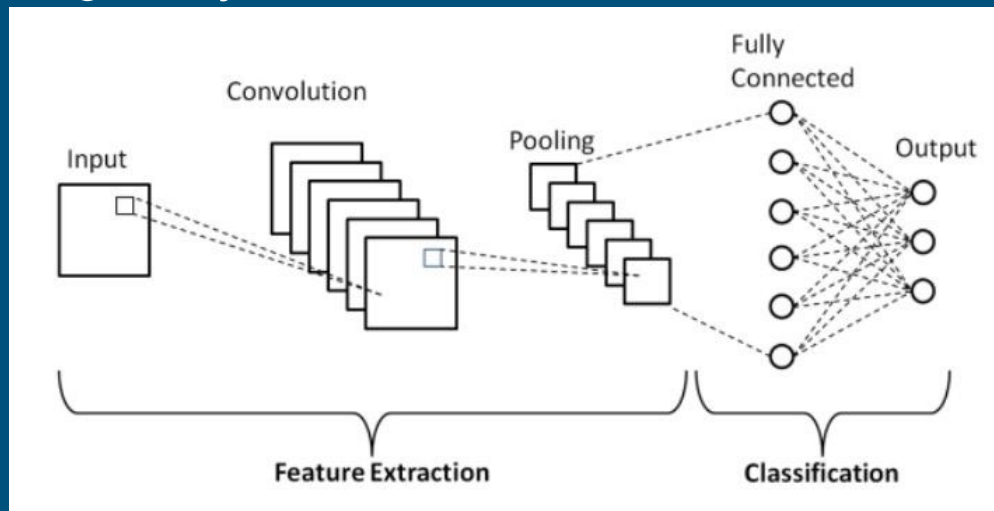 Input
Convolution
Pooling
Fully
Connected
Output
Feature Extraction
Classification